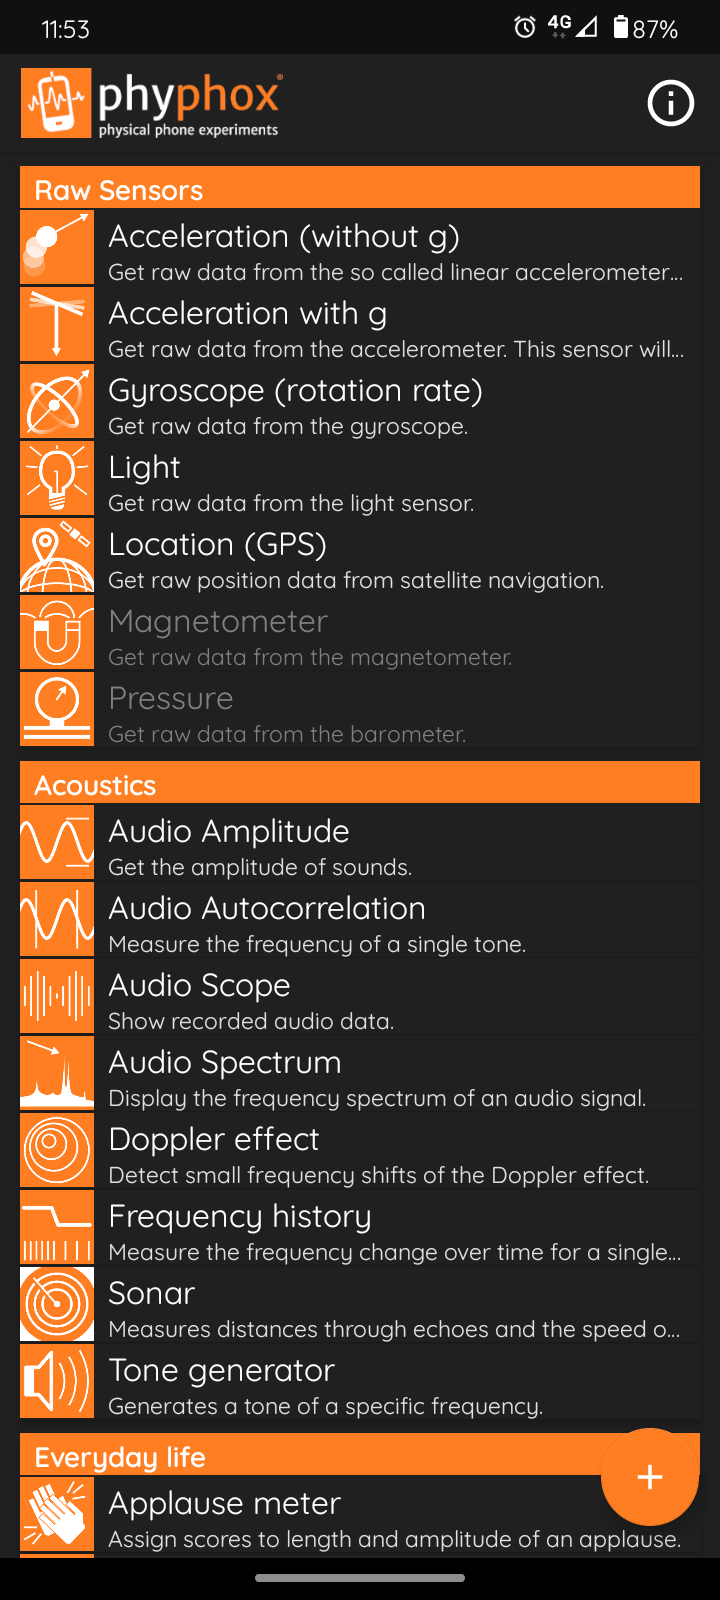 11:53
4G
87%
phyphox®
physical phone experiments
Raw Sensors
Acceleration (without g)
Get raw data from the so called linear accelerometer...
Acceleration with g
Get raw data from the accelerometer. This sensor will...
Gyroscope (rotation rate)
Get raw data from the gyroscope.
Light
Get raw data from the light sensor.
Location (GPS)
Get raw position data from satellite navigation.
Magnetometer
Get raw data from the magnetometer.
Pressure
Get raw data from the barometer.
Acoustics
Audio Amplitude
Get the amplitude of sounds.
Audio Autocorrelation
Measure the frequency of a single tone.
Audio Scope
Show recorded audio data.
Audio Spectrum
Display the frequency spectrum of an audio signal.
Doppler effect
Detect small frequency shifts of the Doppler effect.
Frequency history
Measure the frequency change over time for a single...
Sonar
Measures distances through echoes and the speed o...
Tone generator
Generates a tone of a specific frequency.
Everyday life
Applause meter
Assign scores to length and amplitude of an applause.